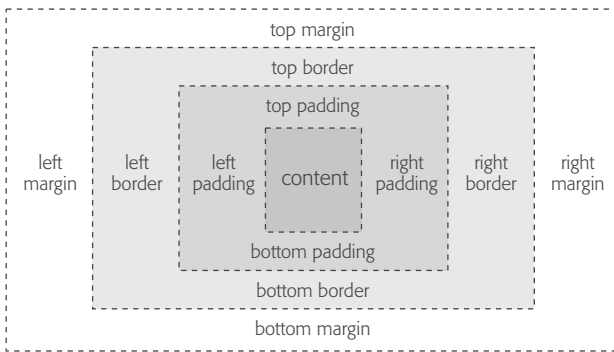 top margin
top border
top padding
left margin
left border
left padding
content
right padding
right border
right margin
bottom padding
bottom border
bottom margin